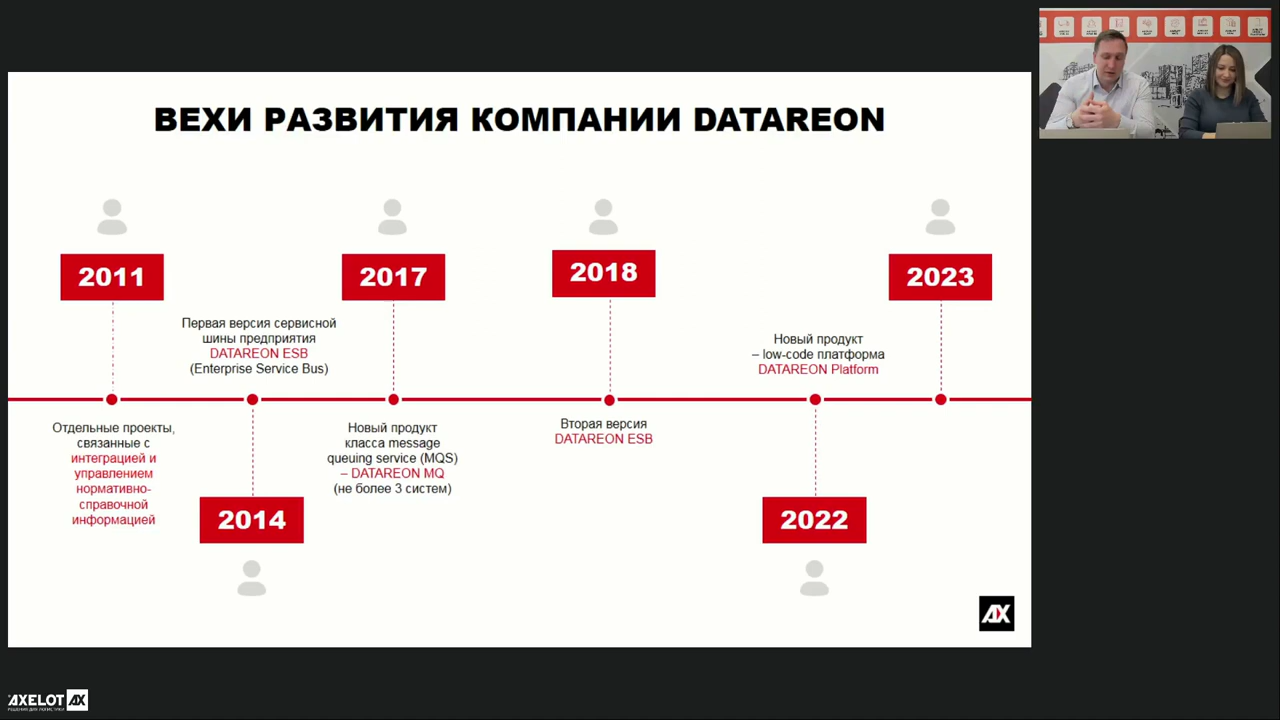 ВЕХИ РАЗВИТИЯ КОМПАНИИ DATAREON
2011
2017
2018
2023
Первая версия сервисной
шины предприятия
DATAREON ESB
(Enterprise Service Bus)
Новый продукт
– low-code платформа
DATAREON Platform
Отдельные проекты,
связанные с
интеграцией и
управлением
нормативно-
справочной
информацией
Новый продукт
класса message
queuing service (MQS)
– DATAREON MQ
(не более 3 систем)
Вторая версия
DATAREON ESB
2014
2022
AX
AXELOT AX